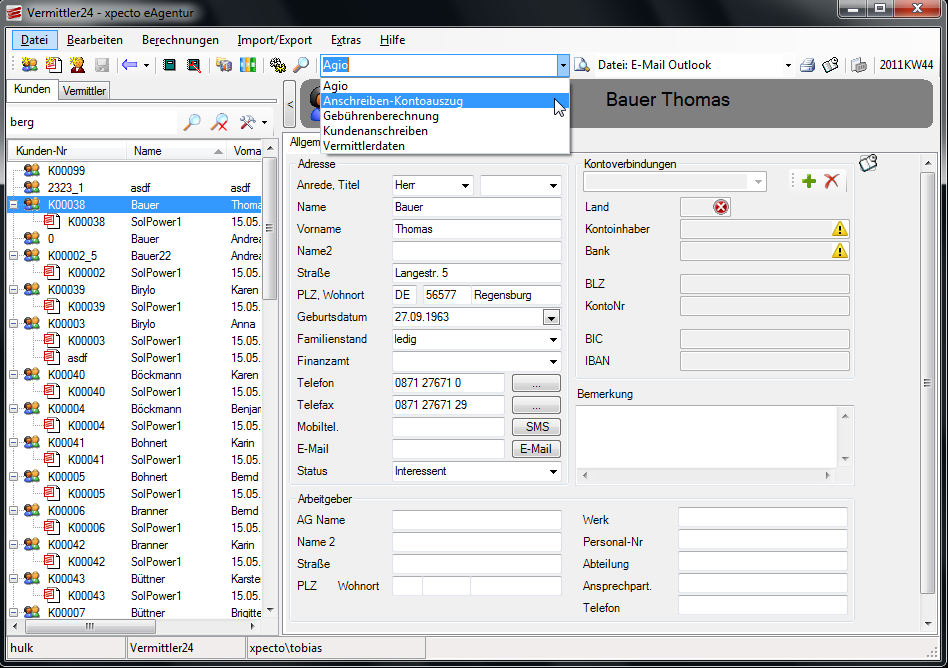 Vermittler24 - xpecto eAgentur
Datei Bearbeiten Berechnungen Import/Export Extras Hilfe
Agio Datei: E-Mail Outlook 2011KW44
Agio
Anschreiben-Kontoauszug
Gebührenberechnung
Kundenanschreiben
Vermittlerdaten
Kunden Vermittler
berg
Kunden-Nr Name Vorna
K00099
2323_1 asdf asdf
K00038 Bauer Thoma
K00038 SolPower1 15.05.
0 Bauer Andrea
K00002_5 Bauer22 Andrea
K00002 SolPower1 15.05.
K00039 Birylo Karen
K00039 SolPower1 15.05.
K00003 Birylo Anna
K00003 SolPower1 15.05.
asdf SolPower1 15.05.
K00040 Böckmann Karen
K00040 SolPower1 15.05.
K00004 Böckmann Benjar
K00004 SolPower1 15.05.
K00041 Bohnert Karin
K00041 SolPower1 15.05.
K00005 Bohnert Bernd
K00005 SolPower1 15.05.
K00006 Branner Bernd
K00006 SolPower1 15.05.
K00042 Branner Karin
K00042 SolPower1 15.05.
K00043 Büttner Karste
K00043 SolPower1 15.05.
K00007 Büttner Brigitte
<
Bauer Thomas
Allgem
Adresse
Anrede, Titel Herr
Name Bauer
Vorname Thomas
Name2
Straße Langestr. 5
PLZ, Wohnort DE 56577 Regensburg
Geburtsdatum 27.09.1963
Familienstand ledig
Finanzamt
Telefon 0871 27671 0 ...
Telefax 0871 27671 29 ...
Mobiltel. SMS
E-Mail E-Mail
Status Interessent
Kontoverbindungen
Land
Kontoinhaber
Bank
BLZ
KontoNr
BIC
IBAN
Bemerkung
Arbeitgeber
AG Name
Name 2
Straße
PLZ Wohnort
Werk
Personal-Nr
Abteilung
Ansprechpart.
Telefon
hulk Vermittler24 xpecto\tobias